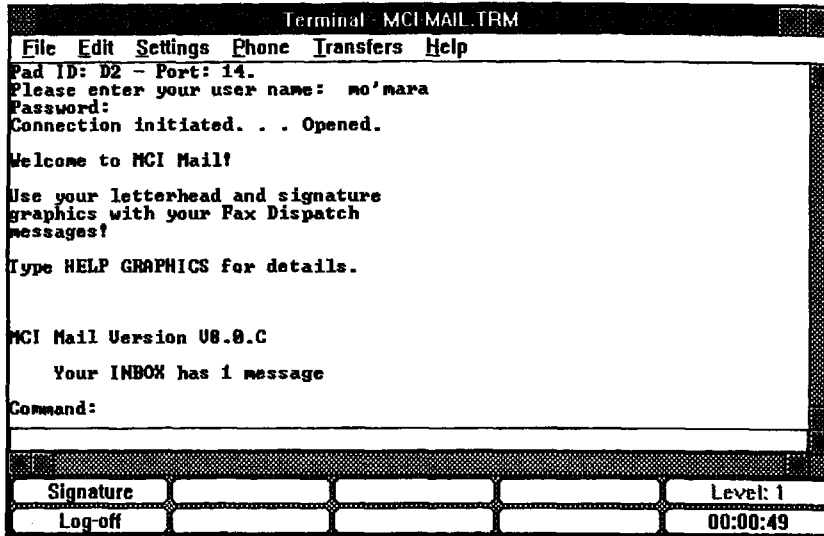 Terminal - MCI-MAIL.TRM
File Edit Settings Phone Transfers Help
Pad ID: D2 - Port: 14.
Please enter your user name: mo'mara
Password:
Connection initiated. . . Opened.
Welcome to MCI Mail!
Use your letterhead and signature
graphics with your Fax Dispatch
messages!
Type HELP GRAPHICS for details.
MCI Mail Version V8.0.C
Your INBOX has 1 message
Command:
Signature Level: 1
Log-off 00:00:49